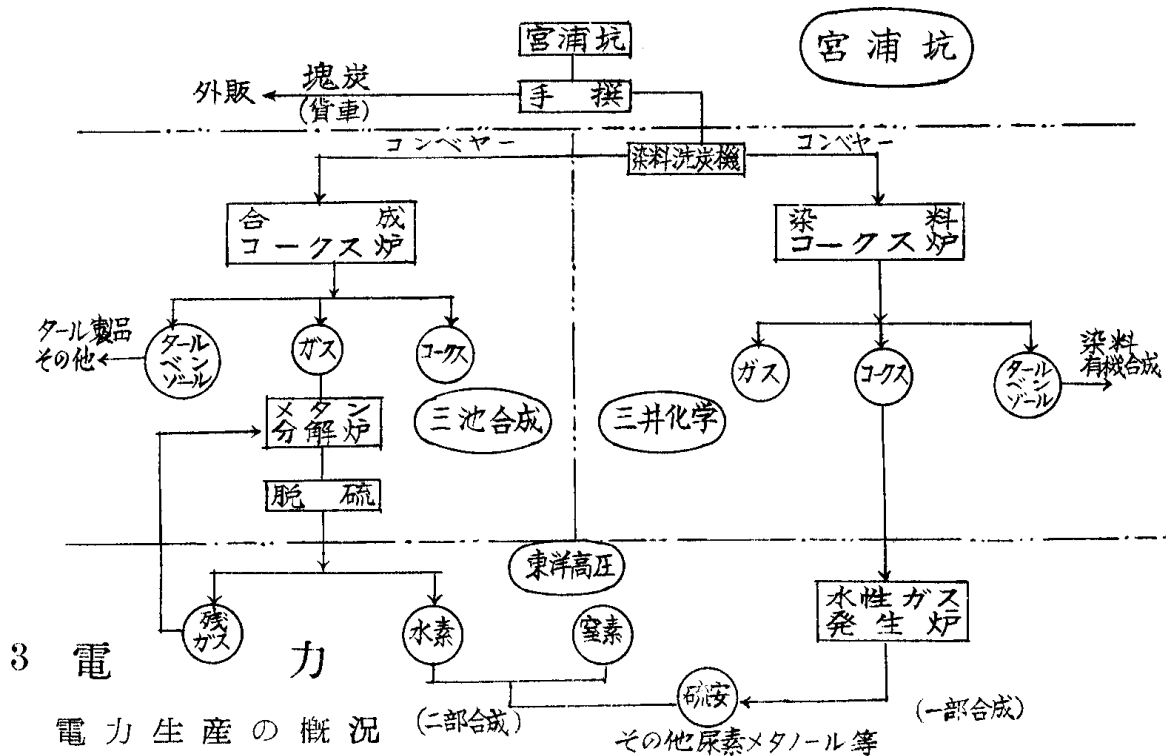 宮浦坑
宮浦坑
外販
塊炭
(貨車)
手撰
コンベヤー
染料洗炭機
コンベヤー
合成
コークス炉
染料
コークス炉
タール製品
その他
タール
ベン
ゾール
ガス
コークス
ガス
コークス
タール
ベン
ゾール
染料
有機合成
メタン
分解炉
三池合成
三井化学
脱硫
東洋高圧
水性ガス
発生炉
残
ガス
水素
窒素
硫安
(二部合成)
(一部合成)
その他尿素メタノール等
3 電力
電力生産の概況